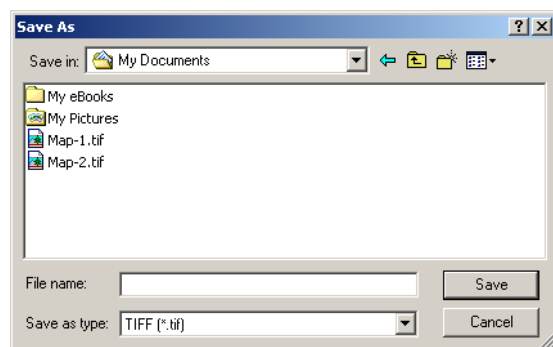 Save As
Save in: My Documents
My eBooks
My Pictures
Map-1.tif
Map-2.tif
File name: Save
Save as type: TIFF (*.tif) Cancel